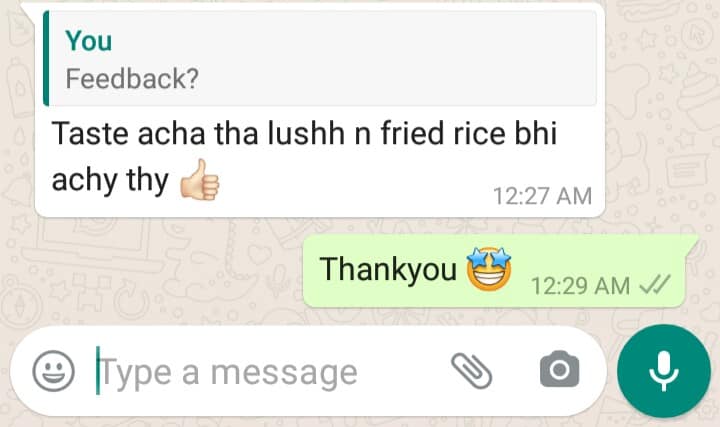 You
Feedback?
Taste acha tha lushh n fried rice bhi
achy thy 👍🏻
12:27 AM
Thankyou 🤩
12:29 AM
Type a message